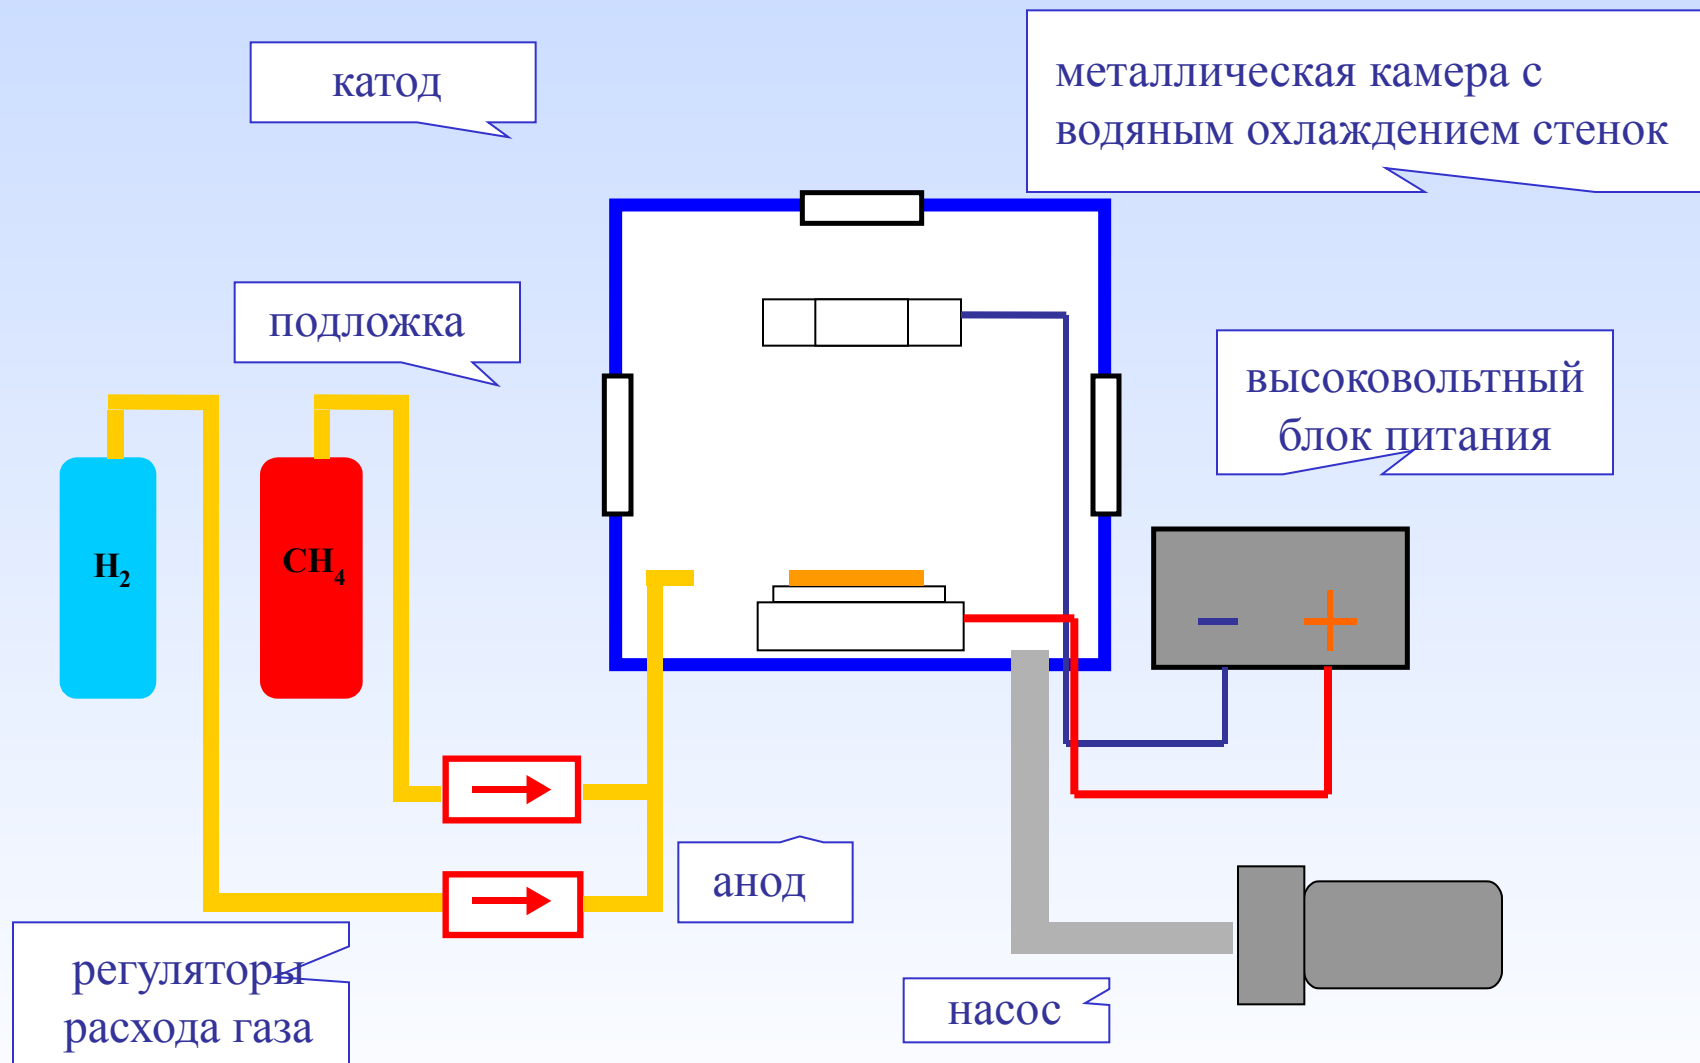 катод
металлическая камера с
водяным охлаждением стенок
подложка
высоковольтный
блок питания
H₂
CH₄
− +
анод
регуляторы
расхода газа
насос